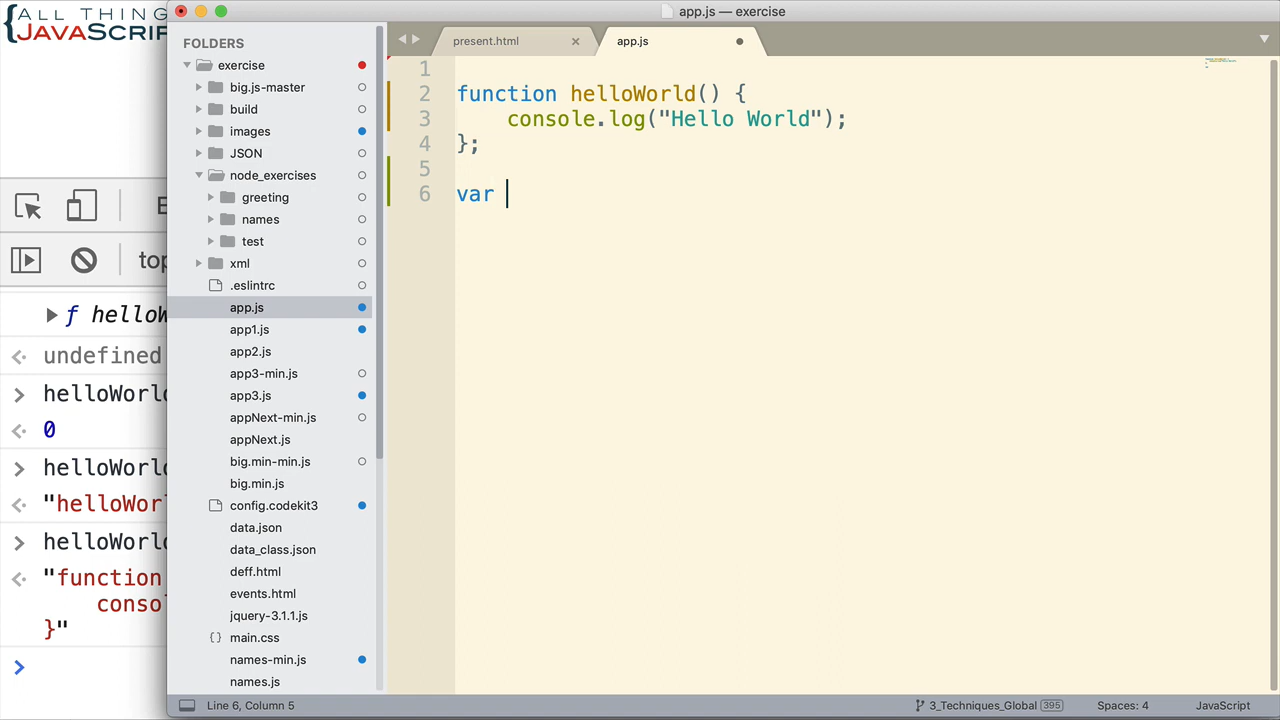 {ALL THING
JAVASCRIP
app.js — exercise
FOLDERS
present.html ×
app.js
exercise
big.js-master
build
images
JSON
node_exercises
greeting
names
test
xml
.eslintrc
app.js
app1.js
app2.js
app3-min.js
app3.js
appNext-min.js
appNext.js
big.min-min.js
big.min.js
config.codekit3
data.json
data_class.json
deff.html
events.html
jquery-3.1.1.js
{} main.css
names-min.js
names.js
1
2 function helloWorld() {
3 console.log("Hello World");
4 };
5
6 var
top
ƒ hello
undefined
> helloWorl
0
> helloWorl
"helloWor
> helloWorl
"function
conso
}"
>
Line 6, Column 5
3_Techniques_Global 395
Spaces: 4
JavaScript